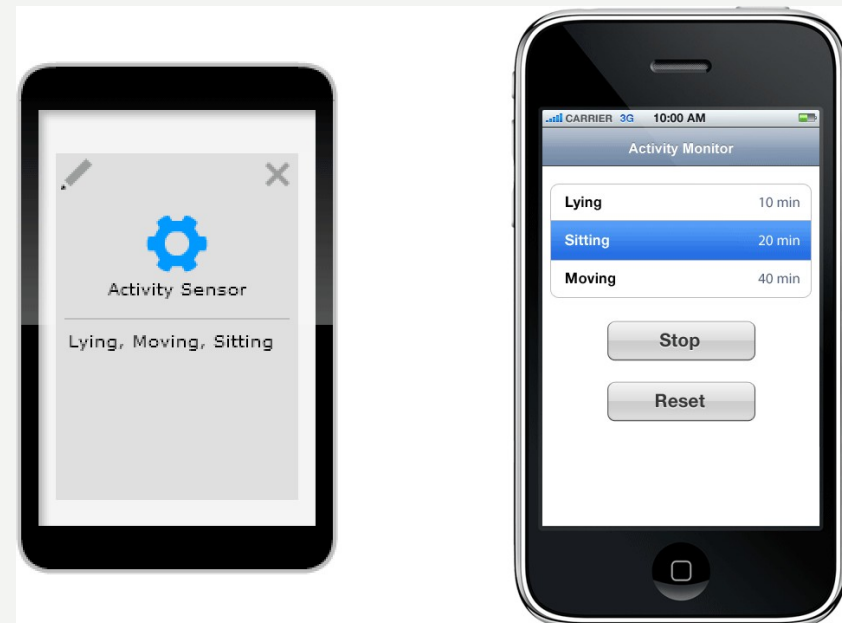 Activity Sensor
Lying, Moving, Sitting
CARRIER 3G 10:00 AM
Activity Monitor
Lying 10 min
Sitting 20 min
Moving 40 min
Stop
Reset